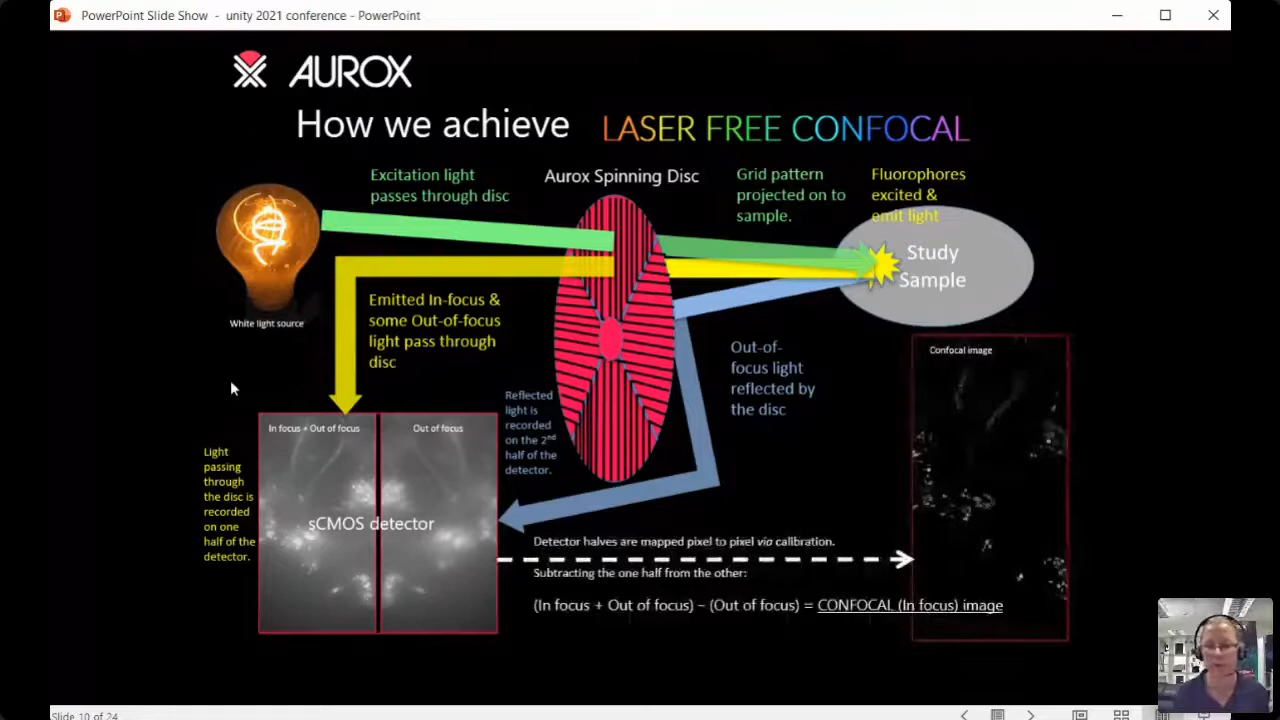 PowerPoint Slide Show - unity 2021 conference - PowerPoint
AUROX
How we achieve LASER FREE CONFOCAL
Excitation light
passes through disc
Aurox Spinning Disc
Grid pattern
projected on to
sample.
Fluorophores
excited &
emit light
Study
Sample
White light source
Emitted In-focus &
some Out-of-focus
light pass through
disc
Out-of-
focus light
reflected by
the disc
Confocal image
Reflected
light is
recorded
on the 2nd
half of the
detector.
In focus + Out of focus
Out of focus
Light
passing
through
the disc is
recorded
on one
half of the
detector.
sCMOS detector
Detector halves are mapped pixel to pixel via calibration.
Subtracting the one half from the other:
(In focus + Out of focus) – (Out of focus) = CONFOCAL (In focus) image
Slide 10 of 24